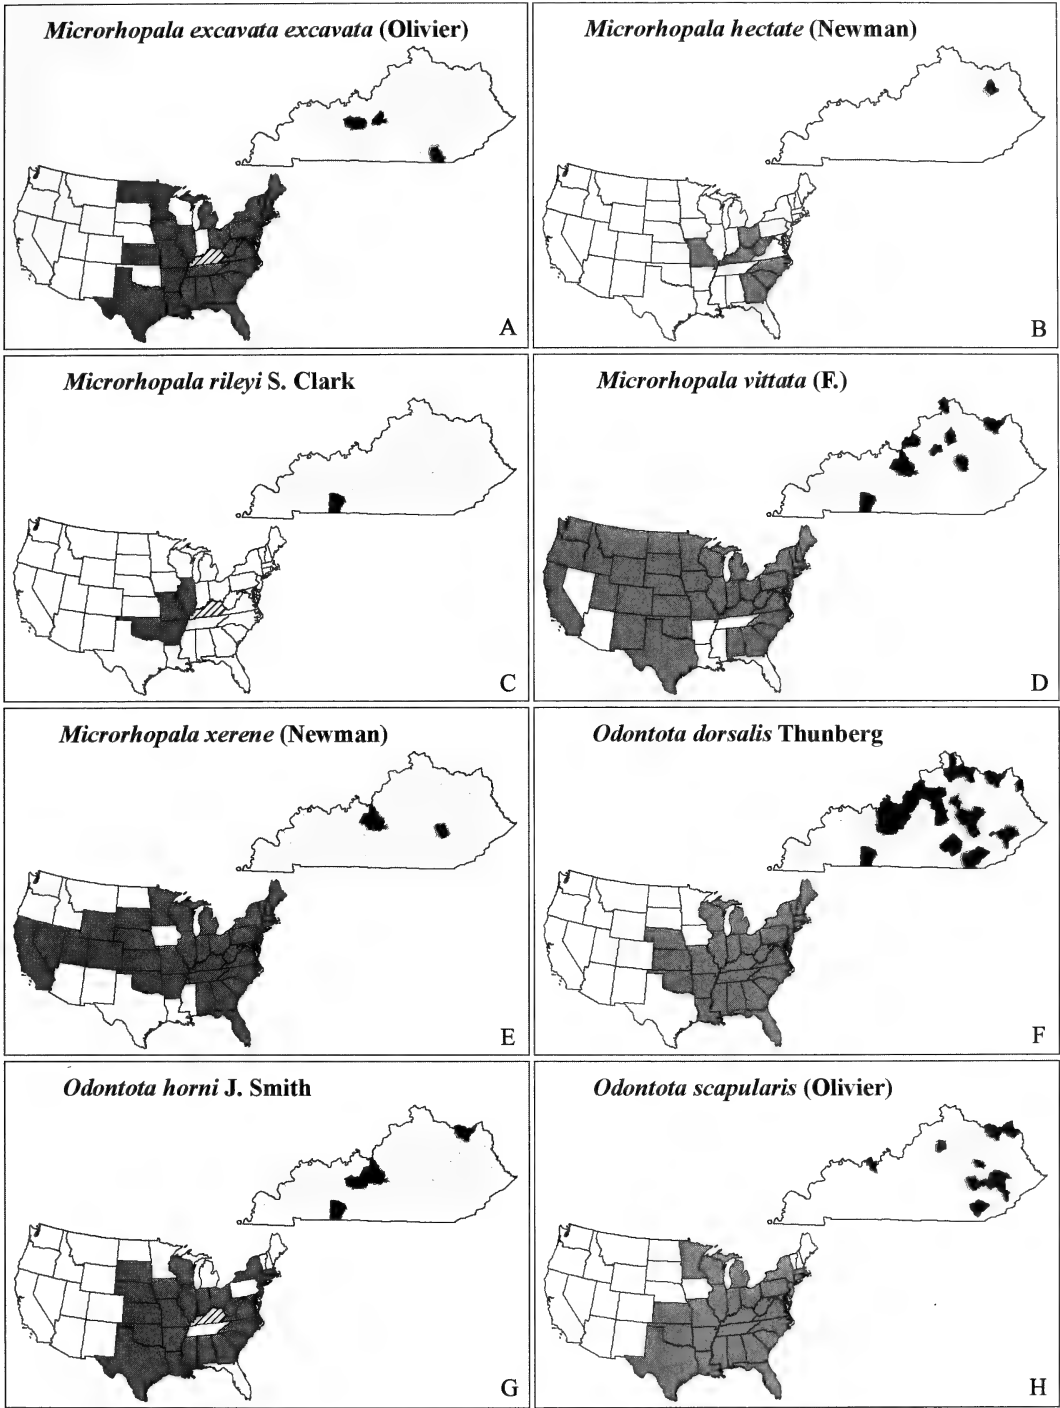 Microrhopala excavata excavata (Olivier)
A
Microrhopala hectate (Newman)
B
Microrhopala rileyi S. Clark
C
Microrhopala vittata (F.)
D
Microrhopala xerene (Newman)
E
Odontota dorsalis Thunberg
F
Odontota horni J. Smith
G
Odontota scapularis (Olivier)
H